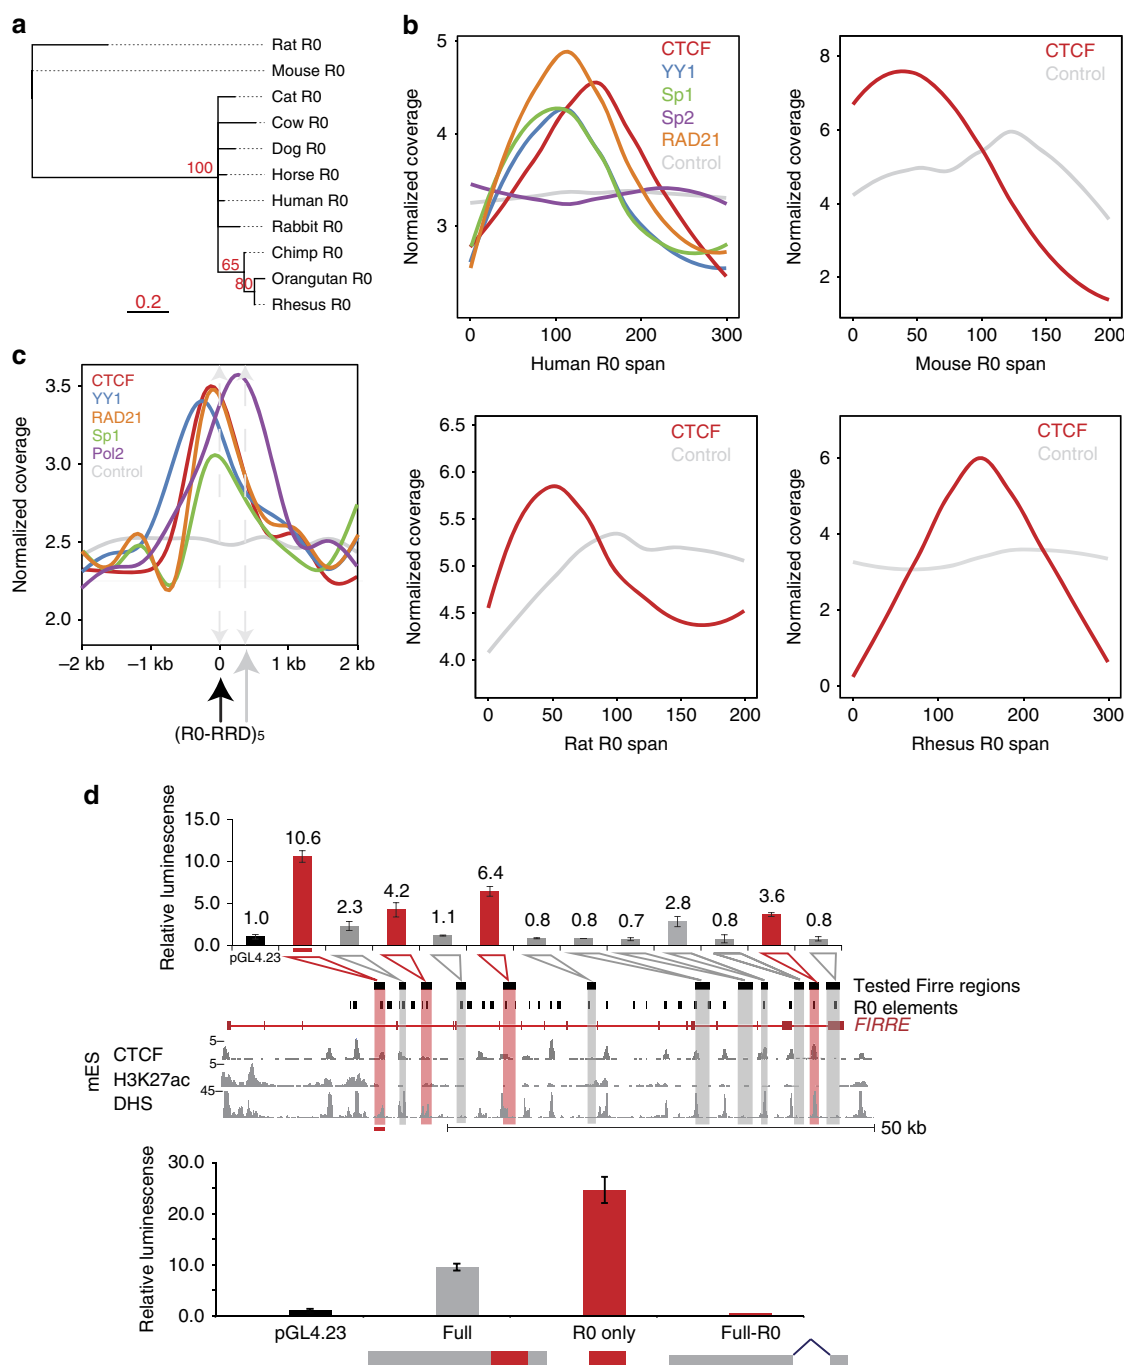 a
Rat R0
Mouse R0
Cat R0
Cow R0
Dog R0
Horse R0
Human R0
Rabbit R0
Chimp R0
Orangutan R0
Rhesus R0
100
65
80
0.2
b
Normalized coverage
5
4
3
CTCF
YY1
Sp1
Sp2
RAD21
Control
0 100 200 300
Human R0 span
Normalized coverage
8
6
4
2
CTCF
Control
0 50 100 150 200
Mouse R0 span
c
Normalized coverage
3.5
3.0
2.5
2.0
CTCF
YY1
RAD21
Sp1
Pol2
Control
–2 kb –1 kb 0 1 kb 2 kb
(R0-RRD)5
Normalized coverage
6.5
6.0
5.5
5.0
4.5
4.0
CTCF
Control
0 50 100 150 200
Rat R0 span
Normalized coverage
6
4
2
0
CTCF
Control
0 100 200 300
Rhesus R0 span
d
Relative luminescense
15.0
10.0
5.0
0.0
1.0 10.6 2.3 4.2 1.1 6.4 0.8 0.8 0.7 2.8 0.8 3.6 0.8
pGL4.23
Tested Firre regions
R0 elements
FIRRE
mES
5
CTCF
5
H3K27ac
45
DHS
50 kb
Relative luminescense
30.0
20.0
10.0
0.0
pGL4.23 Full R0 only Full-R0